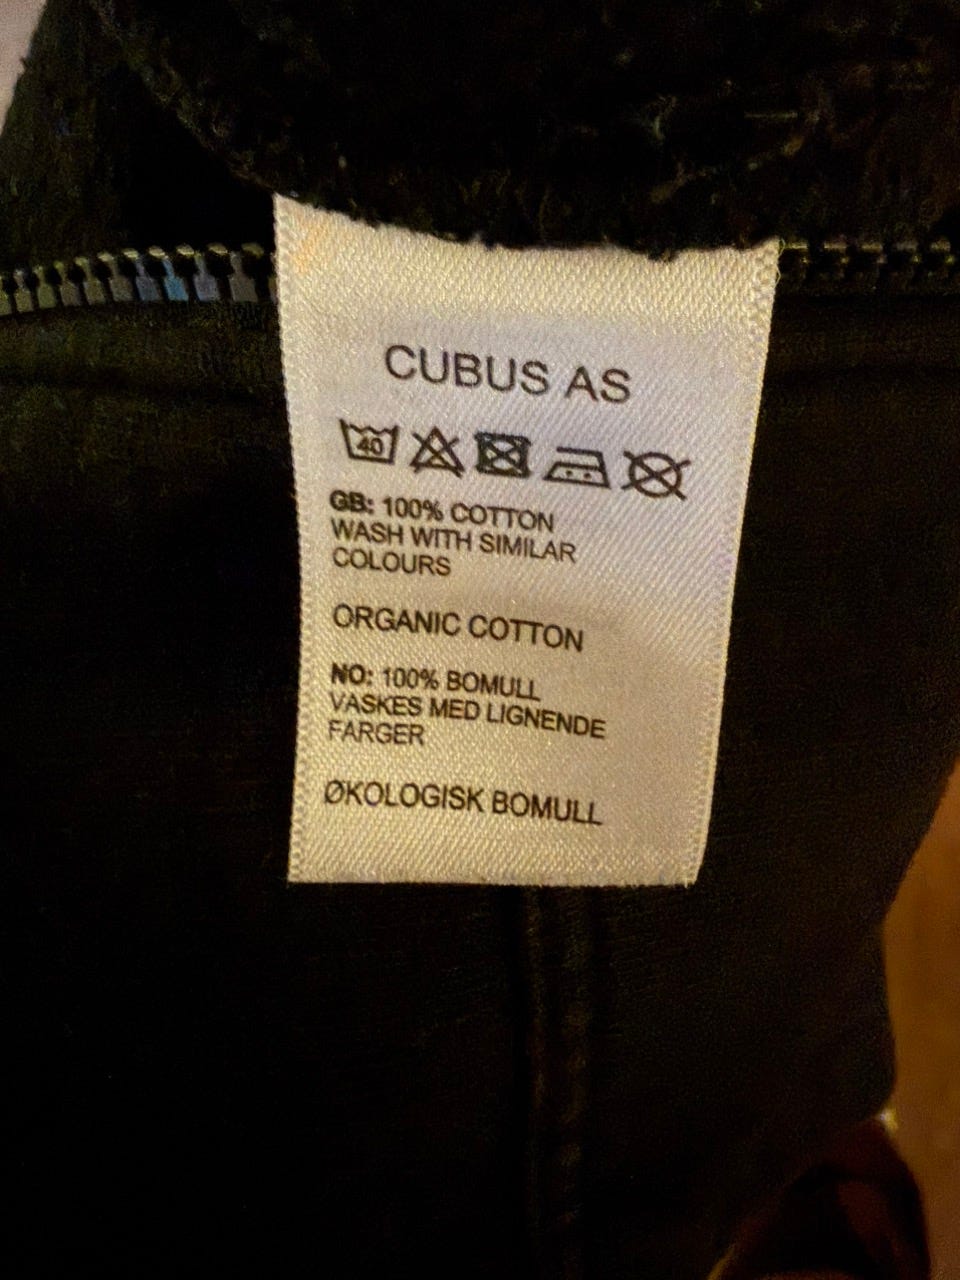 CUBUS AS
40
GB: 100% COTTON
WASH WITH SIMILAR
COLOURS
ORGANIC COTTON
NO: 100% BOMULL
VASKES MED LIGNENDE
FARGER
ØKOLOGISK BOMULL